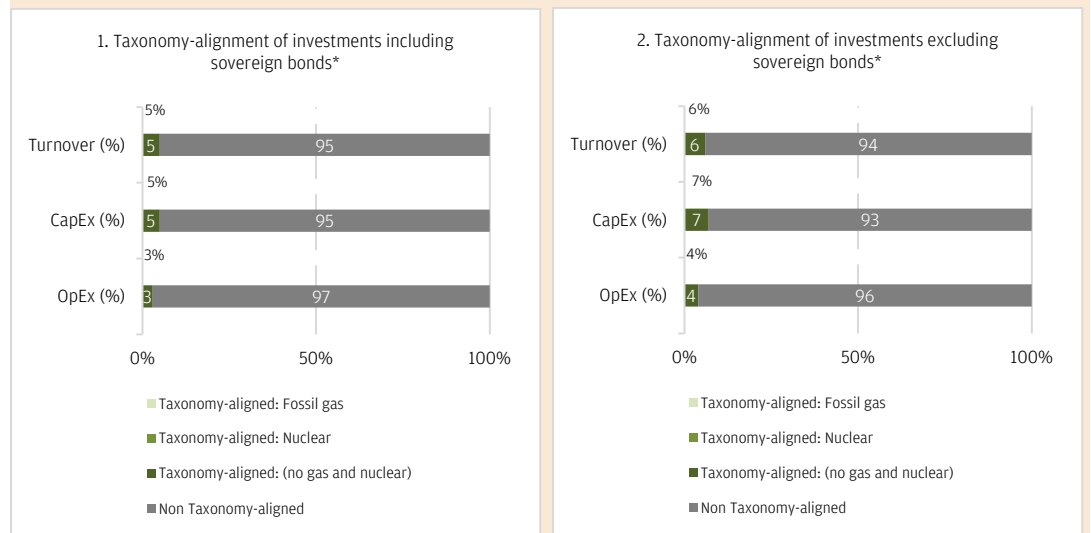 1. Taxonomy-alignment of investments including
sovereign bonds*
5%
Turnover (%)
5
95
5%
CapEx (%)
5
95
3%
OpEx (%)
3
97
0%
50%
100%
Taxonomy-aligned: Fossil gas
Taxonomy-aligned: Nuclear
Taxonomy-aligned: (no gas and nuclear)
Non Taxonomy-aligned
2. Taxonomy-alignment of investments excluding
sovereign bonds*
6%
Turnover (%)
6
94
7%
CapEx (%)
7
93
4%
OpEx (%)
4
96
0%
50%
100%
Taxonomy-aligned: Fossil gas
Taxonomy-aligned: Nuclear
Taxonomy-aligned: (no gas and nuclear)
Non Taxonomy-aligned